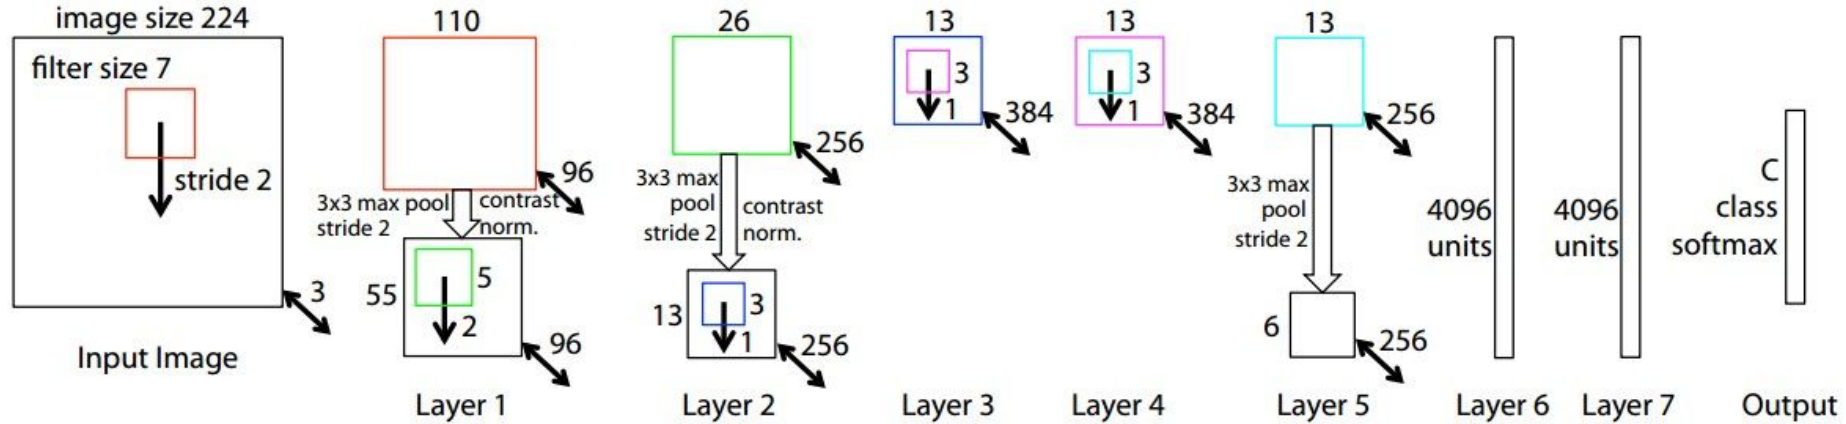 image size 224
filter size 7
stride 2
3
Input Image
110
96
3x3 max pool
stride 2
contrast
norm.
55
5
2
96
Layer 1
26
256
3x3 max
pool
stride 2
contrast
norm.
13
3
1
256
Layer 2
13
3
1
384
Layer 3
13
3
1
384
Layer 4
13
256
3x3 max
pool
stride 2
6
256
Layer 5
4096
units
Layer 6
4096
units
Layer 7
C
class
softmax
Output